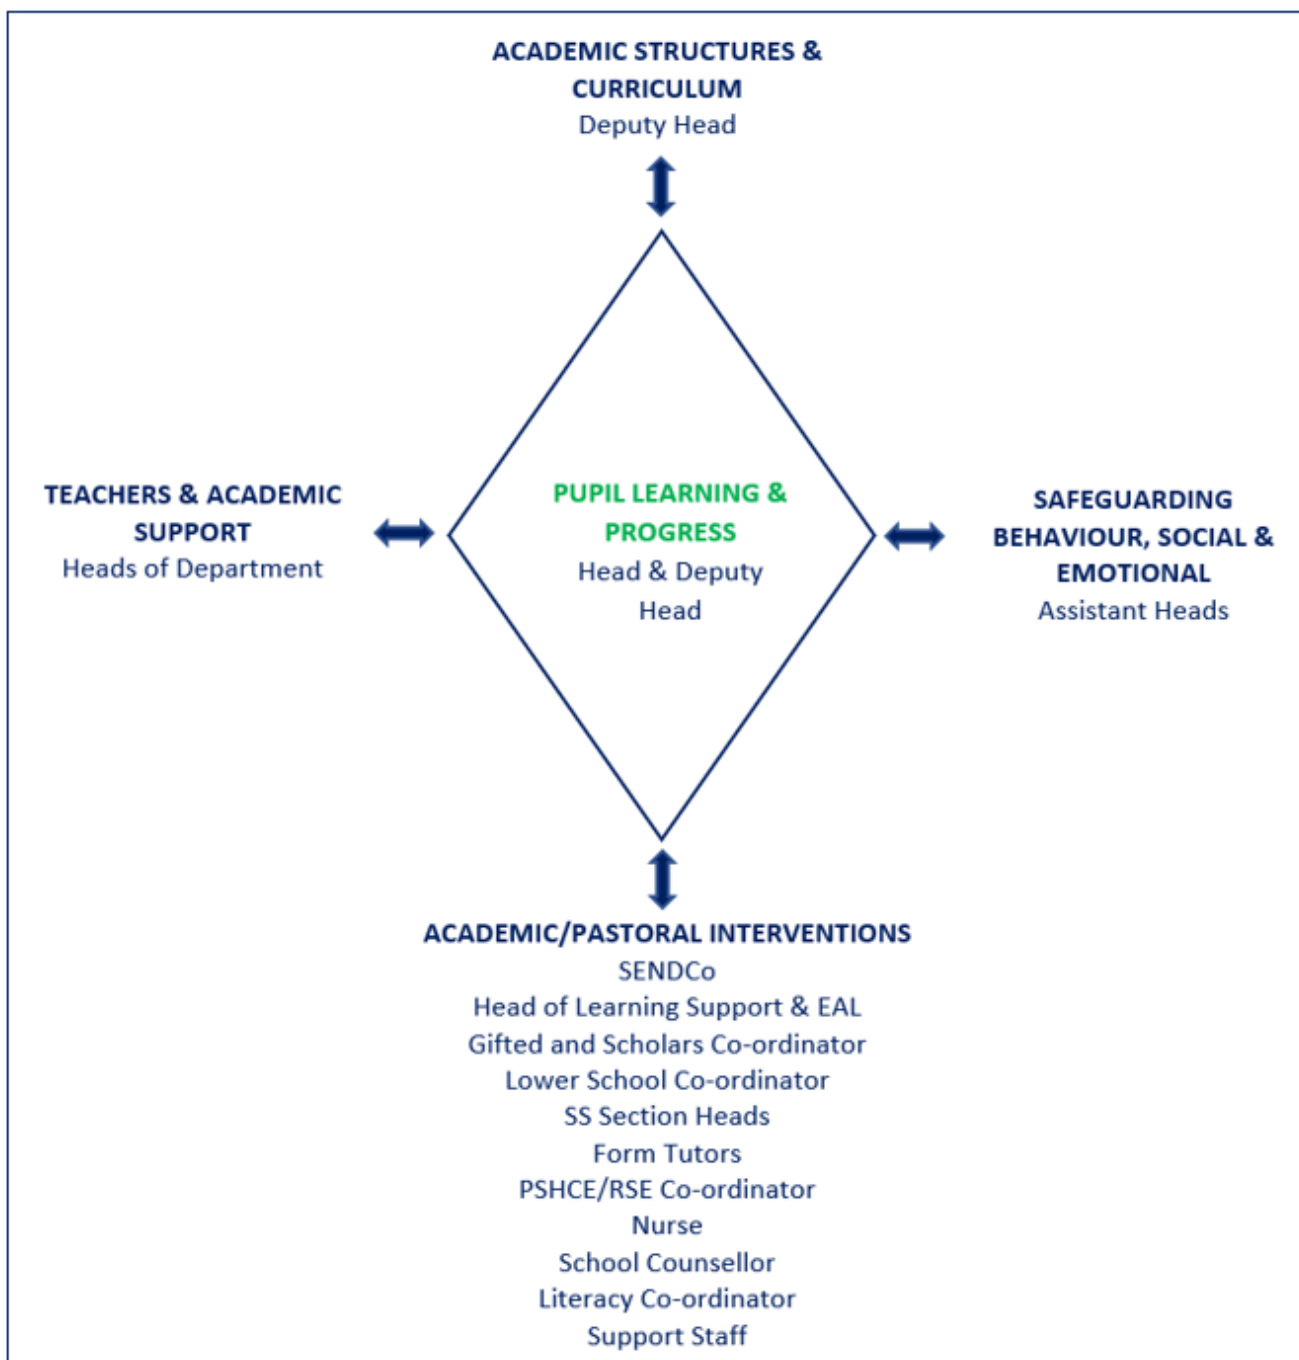 ACADEMIC STRUCTURES &
CURRICULUM
Deputy Head
TEACHERS & ACADEMIC
SUPPORT
Heads of Department
PUPIL LEARNING &
PROGRESS
Head & Deputy
Head
SAFEGUARDING
BEHAVIOUR, SOCIAL &
EMOTIONAL
Assistant Heads
ACADEMIC/PASTORAL INTERVENTIONS
SENDCo
Head of Learning Support & EAL
Gifted and Scholars Co-ordinator
Lower School Co-ordinator
SS Section Heads
Form Tutors
PSHCE/RSE Co-ordinator
Nurse
School Counsellor
Literacy Co-ordinator
Support Staff